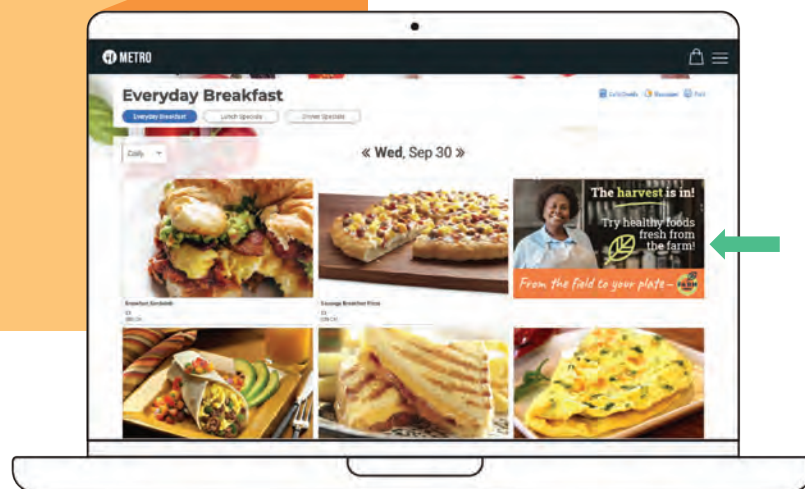 METRO
Everyday Breakfast
Everyday Breakfast
Lunch Specials
Dinner Specials
Daily
« Wed, Sep 30 »
The harvest is in!
Try healthy foods
fresh from
the farm!
From the field to your plate –
FARM
Breakfast Sandwich
Sausage Breakfast Pizza